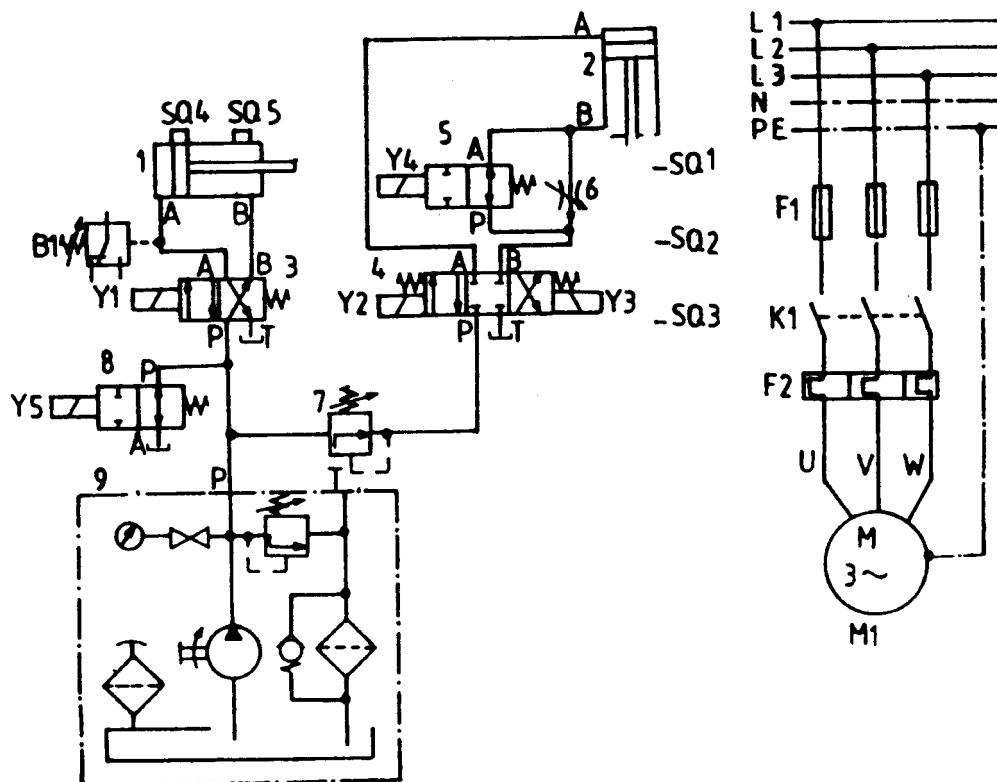 A
L1
L2
L3
N
PE
2
SQ4 SQ5
B
5
A
Y4
1
-SQ1
6
P
A B
F1
B1
-SQ2
A B 3
4 A B
Y1
Y2
Y3
P T
P T
-SQ3
K1
8
P
7
F2
Y5
A
U V W
9
P
T
M
3~
M1